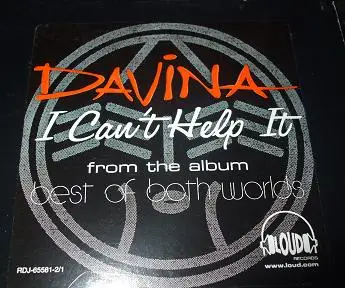 DAVINA
I Can't Help It
from the album
best of both worlds
LOUD
RECORDS
www.loud.com
RDJ-65581-2/1